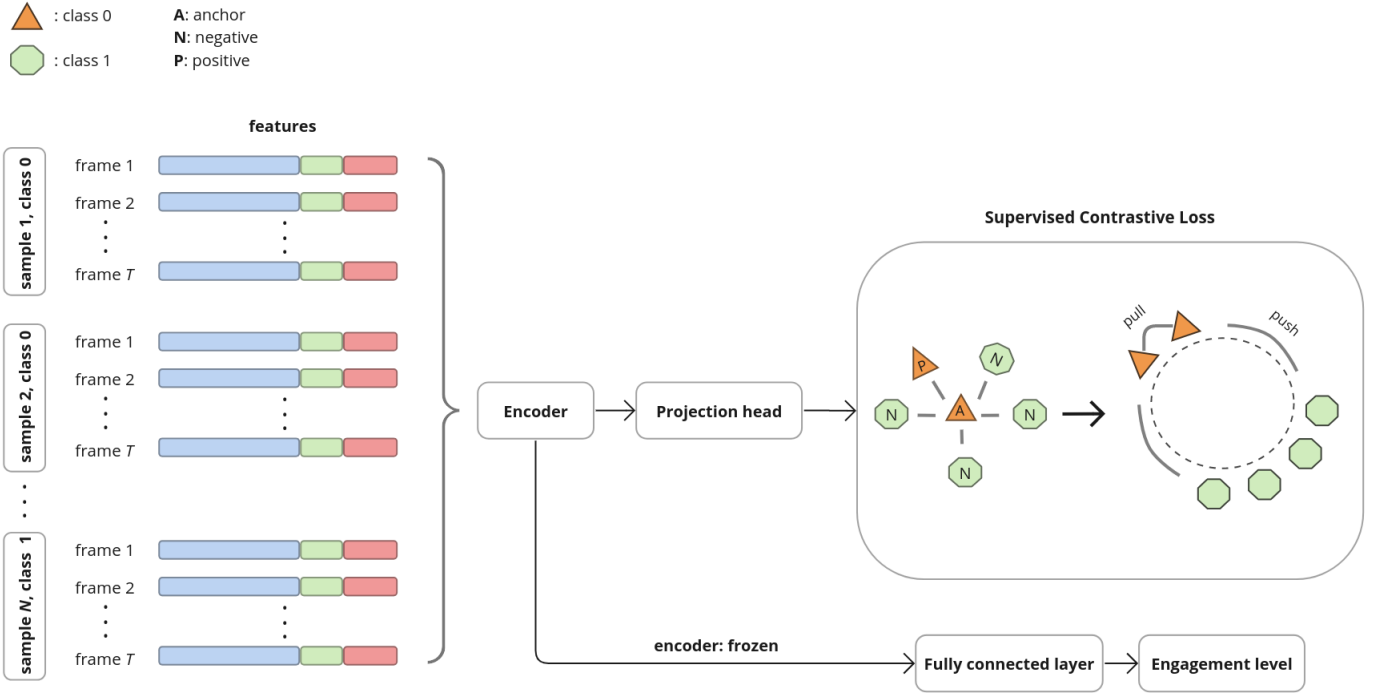 : class 0
: class 1
A: anchor
N: negative
P: positive
features
sample 1, class 0
frame 1
frame 2
frame T
sample 2, class 0
frame 1
frame 2
frame T
sample N, class 1
frame 1
frame 2
frame T
Encoder
Projection head
Supervised Contrastive Loss
P
N
N
A
N
N
pull
push
encoder: frozen
Fully connected layer
Engagement level